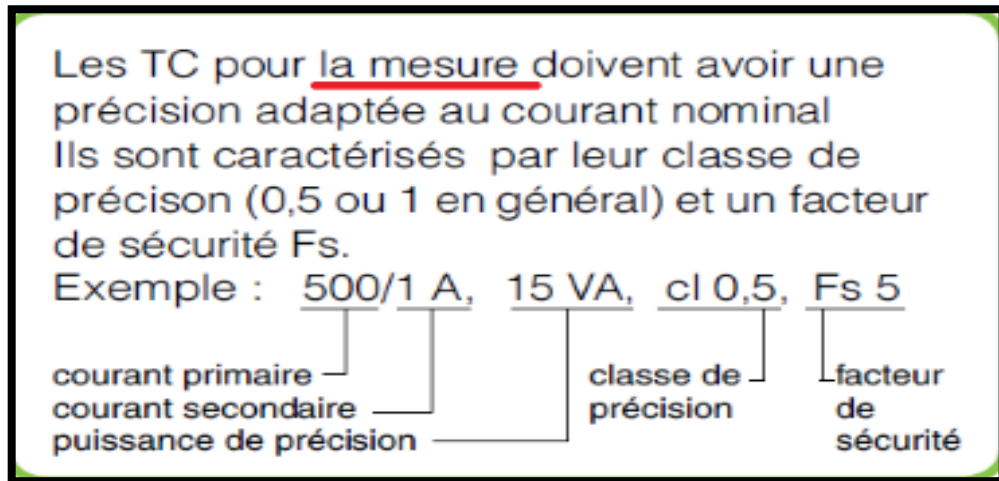 Les TC pour la mesure doivent avoir une
précision adaptée au courant nominal
Ils sont caractérisés par leur classe de
précison (0,5 ou 1 en général) et un facteur
de sécurité Fs.
Exemple : 500/1 A, 15 VA, cl 0,5, Fs 5
courant primaire
courant secondaire
puissance de précision
classe de
précision
facteur
de
sécurité